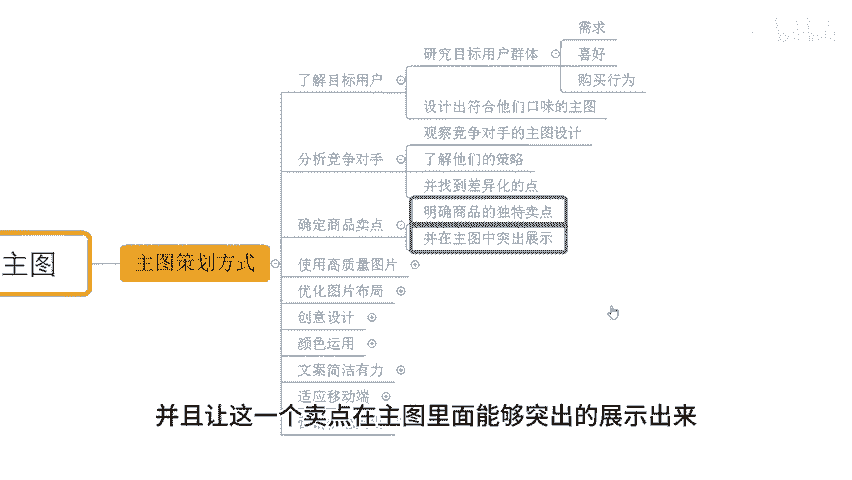 需求
研究目标用户群体
喜好
了解目标用户
购买行为
设计出符合他们口味的主图
观察竞争对手的主图设计
分析竞争对手
了解他们的策略
并找到差异化的点
明确商品的独特卖点
确定商品卖点
并在主图中突出展示
主图
主图策划方式
使用高质量图片
优化图片布局
创意设计
颜色运用
文案简洁有力
适应移动端
并且让这一个卖点在主图里面能够突出的展示出来